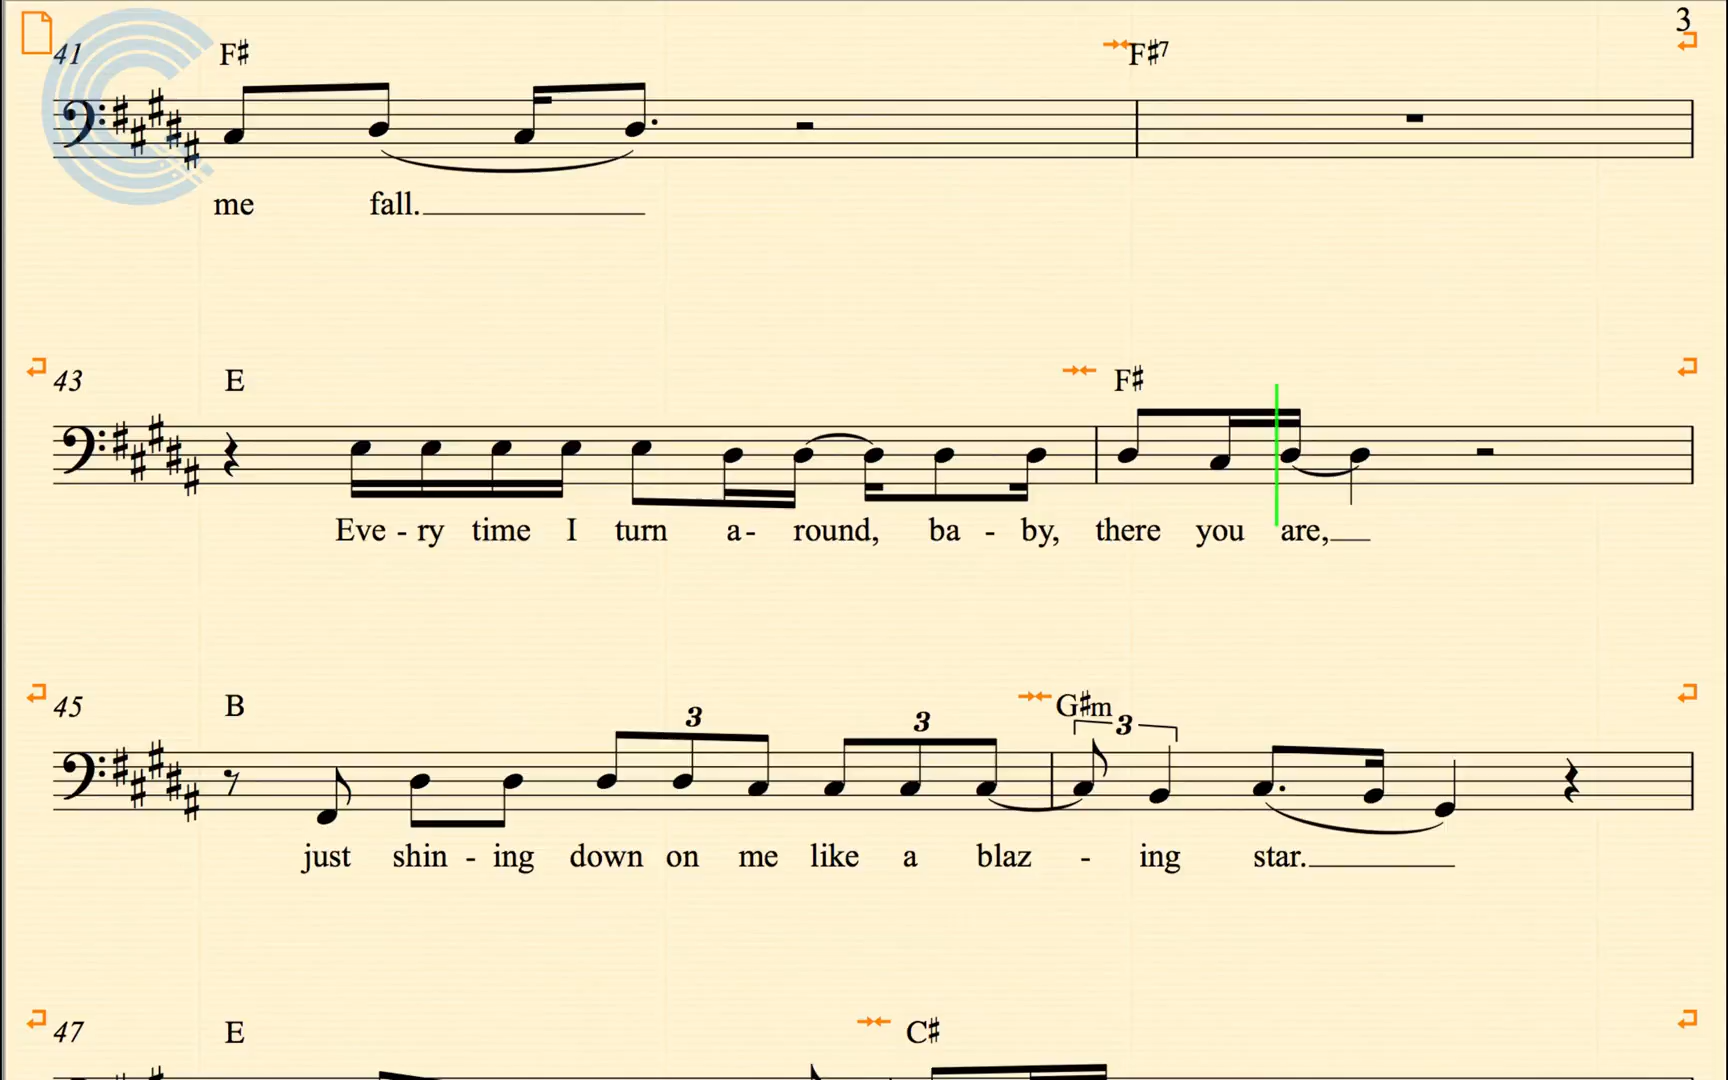 3
41 F♯ F♯7
me fall.
43 E F♯
Eve - ry time I turn a - round, ba - by, there you are,
45 B 3 3 G♯m 3
just shin - ing down on me like a blaz - ing star.
47 E C♯